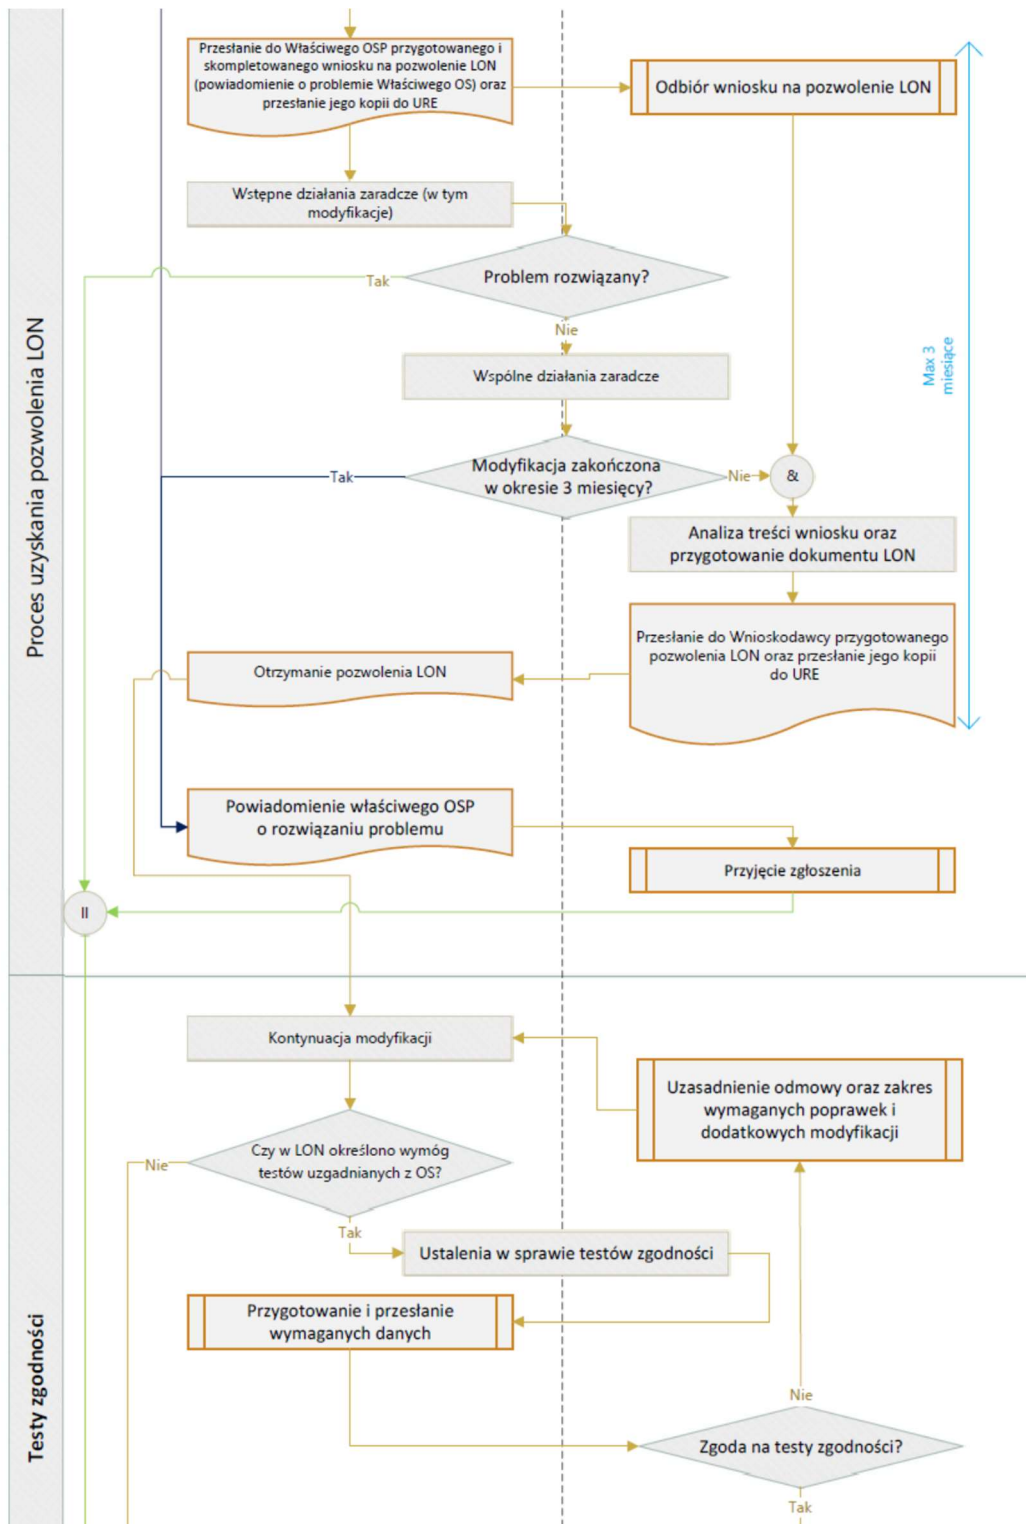 Proces uzyskania pozwolenia LON
Przesłanie do Właściwego OSP przygotowanego i
skompletowanego wniosku na pozwolenie LON
(powiadomienie o problemie Właściwego OS) oraz
przesłanie jego kopii do URE
Odbiór wniosku na pozwolenie LON
Wstępne działania zaradcze (w tym
modyfikacje)
Problem rozwiązany?
Tak
Nie
Max 3
miesiące
Wspólne działania zaradcze
Modyfikacja zakończona
w okresie 3 miesięcy?
Tak
Nie
&
Analiza treści wniosku oraz
przygotowanie dokumentu LON
Przesłanie do Wnioskodawcy przygotowanego
pozwolenia LON oraz przesłanie jego kopii
do URE
Otrzymanie pozwolenia LON
Powiadomienie właściwego OSP
o rozwiązaniu problemu
Przyjęcie zgłoszenia
II
Testy zgodności
Kontynuacja modyfikacji
Uzasadnienie odmowy oraz zakres
wymaganych poprawek i
dodatkowych modyfikacji
Czy w LON określono wymóg
testów uzgadnianych z OS?
Nie
Tak
Ustalenia w sprawie testów zgodności
Przygotowanie i przesłanie
wymaganych danych
Nie
Zgoda na testy zgodności?
Tak